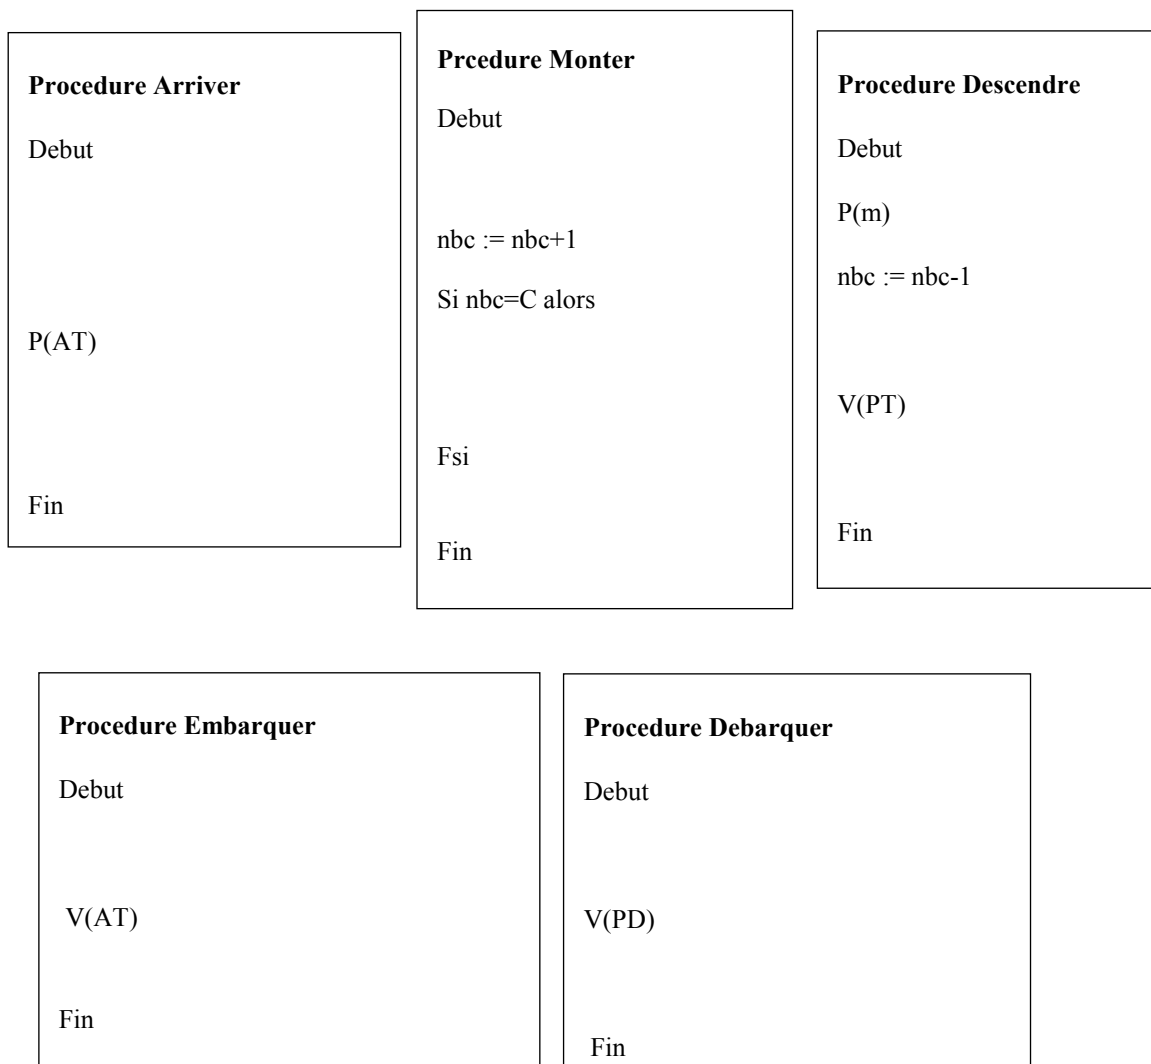 Procedure Arriver
Debut
P(AT)
Fin
Prcedure Monter
Debut
nbc := nbc+1
Si nbc=C alors
Fsi
Fin
Procedure Descendre
Debut
P(m)
nbc := nbc-1
V(PT)
Fin
Procedure Embarquer
Debut
V(AT)
Fin
Procedure Debarquer
Debut
V(PD)
Fin